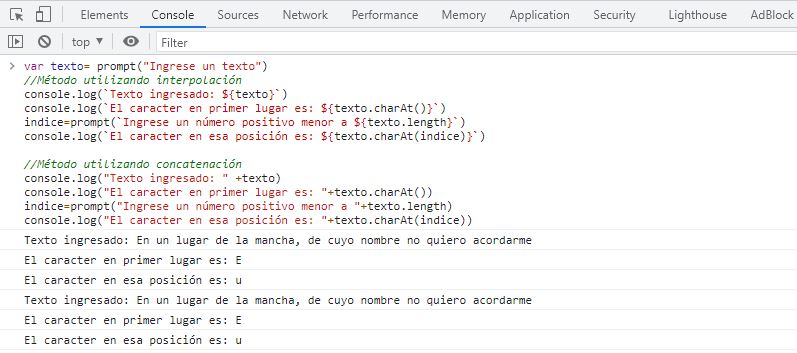 Elements Console Sources Network Performance Memory Application Security Lighthouse AdBlock
top ▼ Filter
> var texto= prompt("Ingrese un texto")
//Método utilizando interpolación
console.log(`Texto ingresado: ${texto}`)
console.log(`El caracter en primer lugar es: ${texto.charAt()}`)
indice=prompt(`Ingrese un número positivo menor a ${texto.length}`)
console.log(`El caracter en esa posición es: ${texto.charAt(indice)}`)
//Método utilizando concatenación
console.log("Texto ingresado: " +texto)
console.log("El caracter en primer lugar es: "+texto.charAt())
indice=prompt("Ingrese un número positivo menor a "+texto.length)
console.log("El caracter en esa posición es: "+texto.charAt(indice))
Texto ingresado: En un lugar de la mancha, de cuyo nombre no quiero acordarme
El caracter en primer lugar es: E
El caracter en esa posición es: u
Texto ingresado: En un lugar de la mancha, de cuyo nombre no quiero acordarme
El caracter en primer lugar es: E
El caracter en esa posición es: u